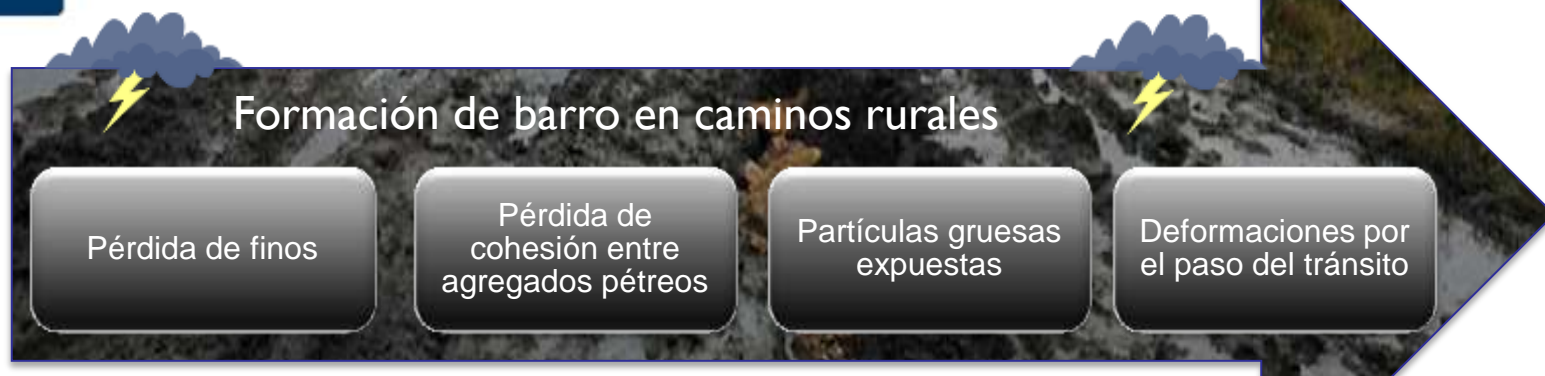 Formación de barro en caminos rurales
Pérdida de finos
Pérdida de
cohesión entre
agregados pétreos
Partículas gruesas
expuestas
Deformaciones por
el paso del tránsito